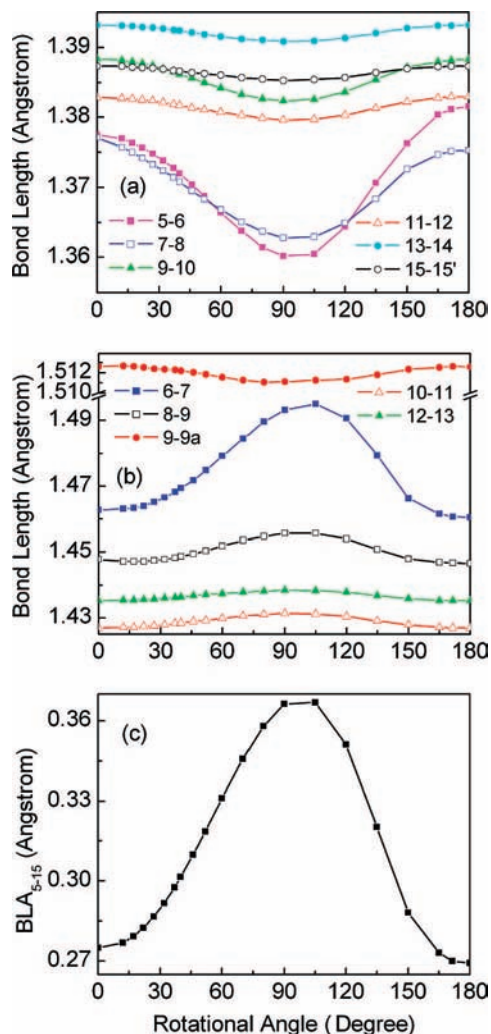 1.39
1.38
1.37
1.36
Bond Length (Angstrom)
(a)
5-6
7-8
9-10
11-12
13-14
15-15'
0 30 60 90 120 150 180
1.512
1.510
1.49
1.47
1.45
1.43
Bond Length (Angstrom)
6-7
8-9
9-9a
10-11
12-13
(b)
0 30 60 90 120 150 180
0.36
0.33
0.30
0.27
BLA5-15 (Angstrom)
(c)
0 30 60 90 120 150 180
Rotational Angle (Degree)